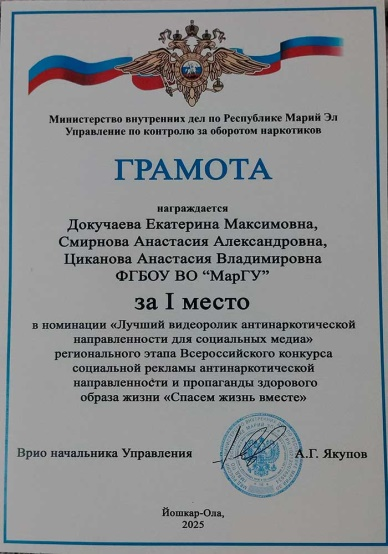 Министерство внутренних дел по Республике Марий Эл
Управление по контролю за оборотом наркотиков
ГРАМОТА
награждается
Докучаева Екатерина Максимовна,
Смирнова Анастасия Александровна,
Циканова Анастасия Владимировна
ФГБОУ ВО “МарГУ”
за I место
в номинации «Лучший видеоролик антинаркотической
направленности для социальных медиа»
регионального этапа Всероссийского конкурса
социальной рекламы антинаркотической
направленности и пропаганды здорового
образа жизни «Спасем жизнь вместе»
Врио начальника Управления
А.Г. Якупов
Йошкар-Ола,
2025